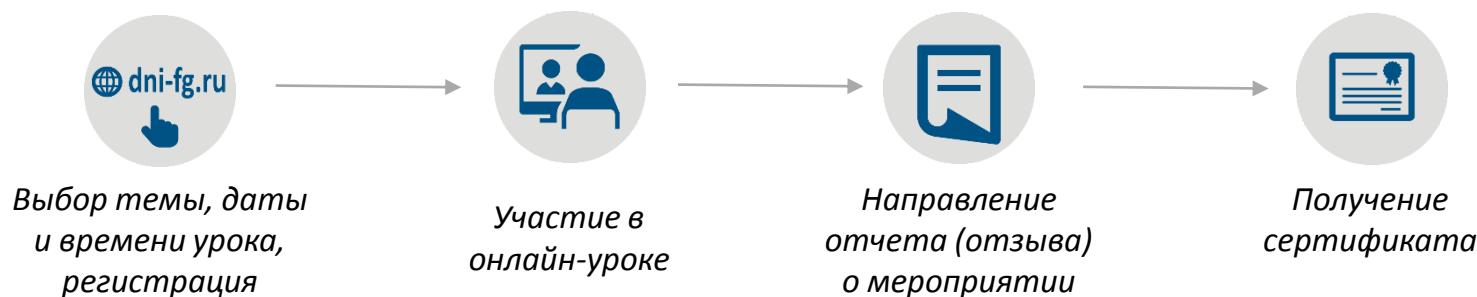 dni-fg.ru
Выбор темы, даты
и времени урока,
регистрация
Участие в
онлайн-уроке
Направление
отчета (отзыва)
о мероприятии
Получение
сертификата